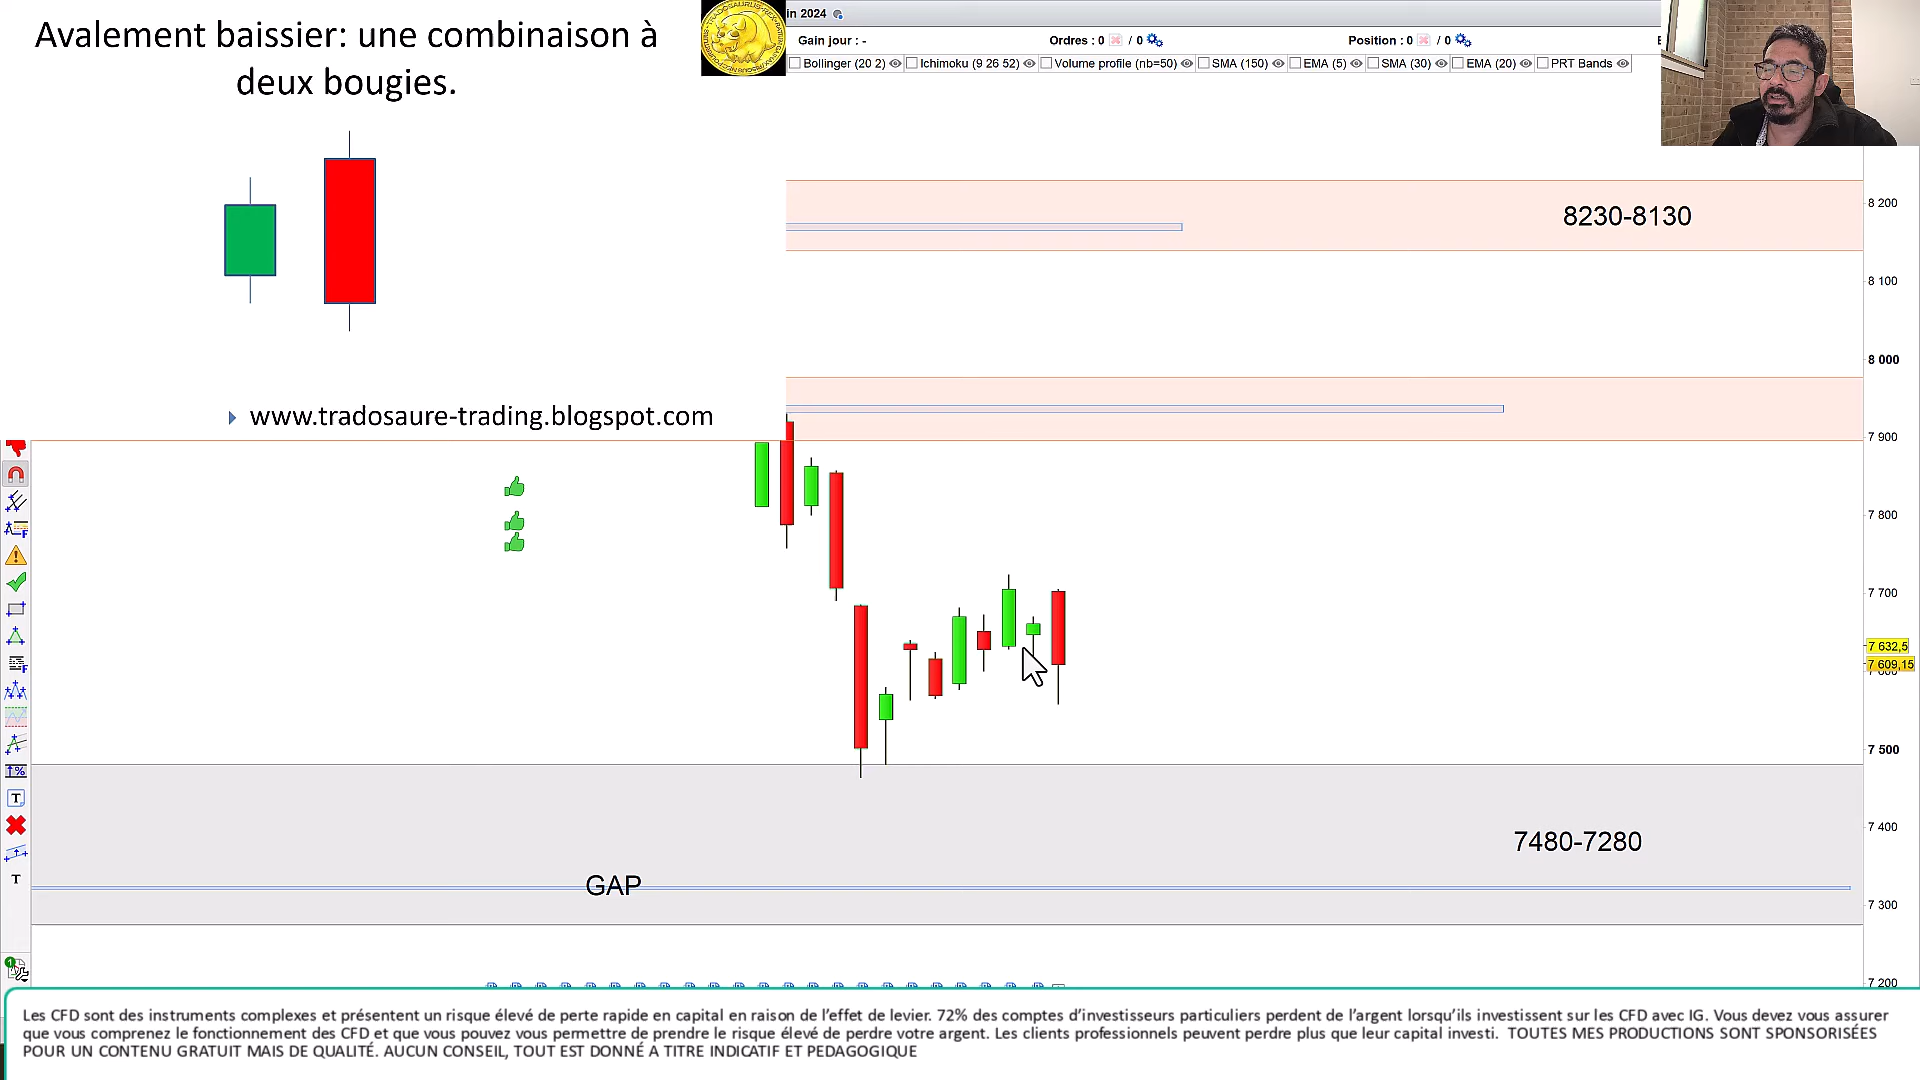 Avalement baissier: une combinaison à
deux bougies.
in 2024
Gain jour : -
Ordres : 0 / 0
Position : 0 / 0
Bollinger (20 2) Ichimoku (9 26 52) Volume profile (nb=50) SMA (150) EMA (5) SMA (30) EMA (20) PRT Bands
8230-8130
8 200
8 100
8 000
www.tradosaure-trading.blogspot.com
7 900
7 800
7 700
7 632,5
7 609,15
7 500
7 400
7480-7280
GAP
7 300
7 200
Les CFD sont des instruments complexes et présentent un risque élevé de perte rapide en capital en raison de l’effet de levier. 72% des comptes d’investisseurs particuliers perdent de l’argent lorsqu’ils investissent sur les CFD avec IG. Vous devez vous assurer
que vous comprenez le fonctionnement des CFD et que vous pouvez vous permettre de prendre le risque élevé de perdre votre argent. Les clients professionnels peuvent perdre plus que leur capital investi. TOUTES MES PRODUCTIONS SONT SPONSORISÉES
POUR UN CONTENU GRATUIT MAIS DE QUALITÉ. AUCUN CONSEIL, TOUT EST DONNÉ A TITRE INDICATIF ET PEDAGOGIQUE